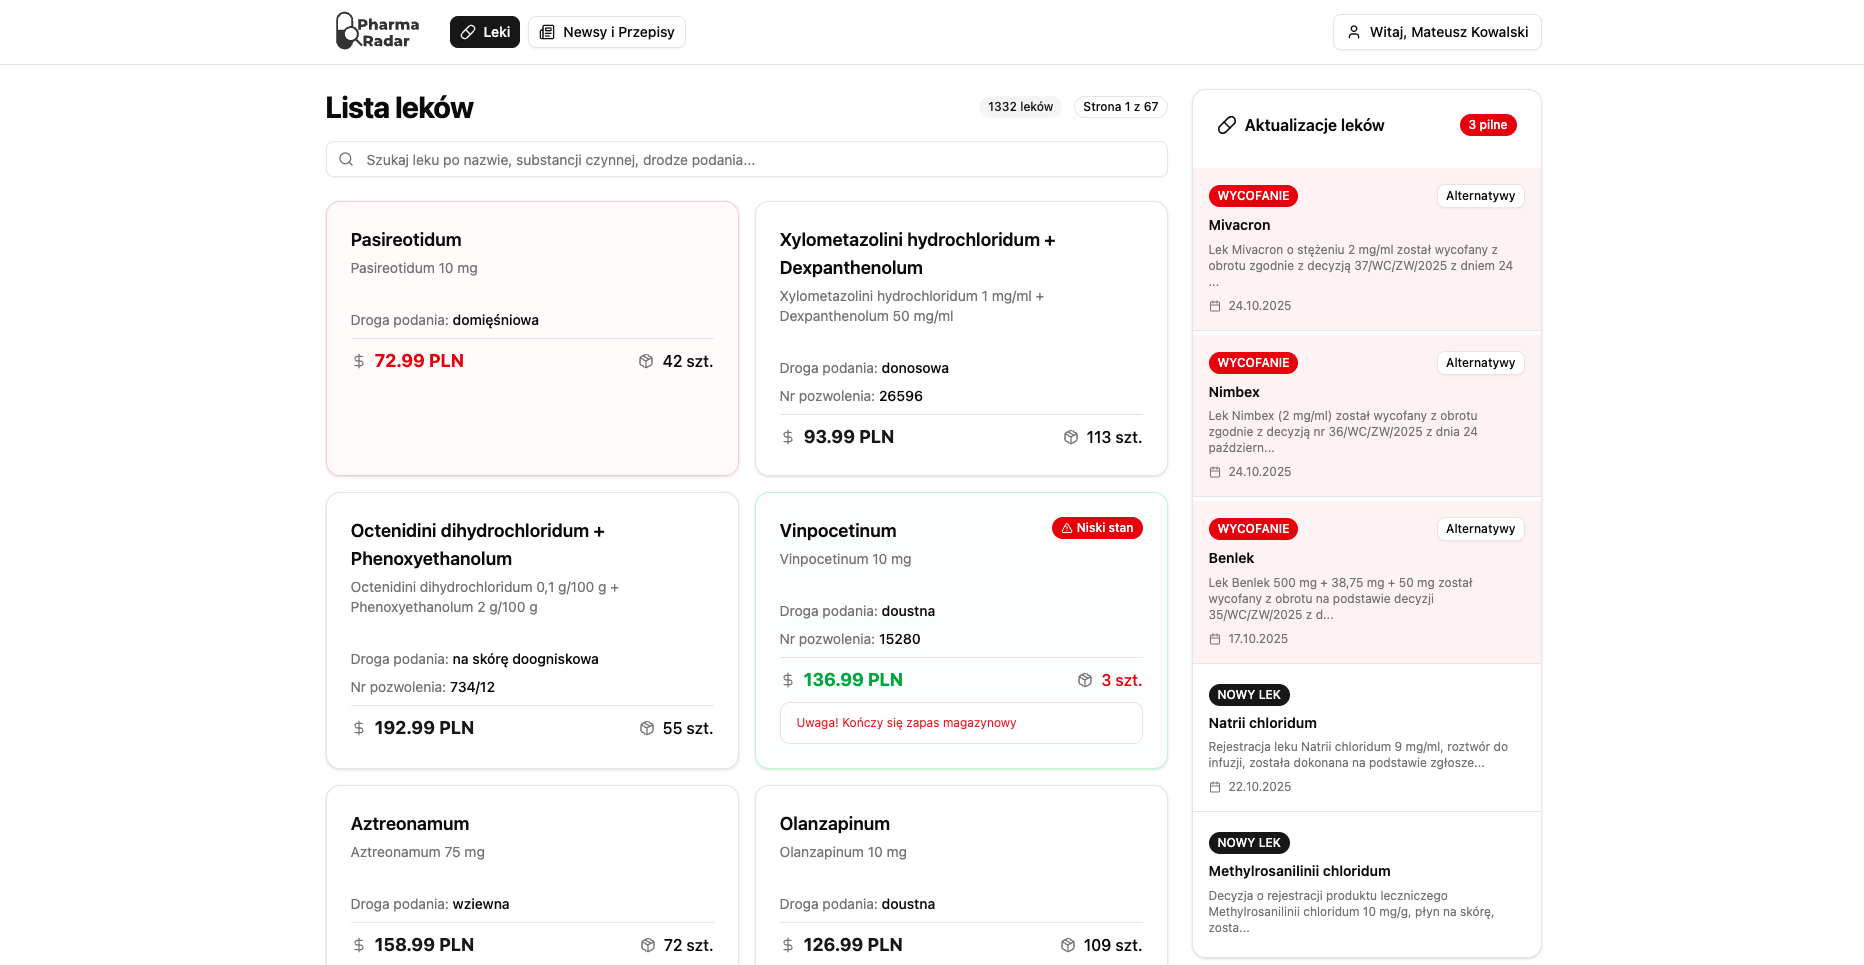 Pharma
Radar
Leki
Newsy i Przepisy
Witaj, Mateusz Kowalski
Lista leków
1332 leków
Strona 1 z 67
Szukaj leku po nazwie, substancji czynnej, drodze podania...
Pasireotidum
Pasireotidum 10 mg
Droga podania: domięśniowa
72.99 PLN
42 szt.
Xylometazolini hydrochloridum +
Dexpanthenolum
Xylometazolini hydrochloridum 1 mg/ml +
Dexpanthenolum 50 mg/ml
Droga podania: donosowa
Nr pozwolenia: 26596
93.99 PLN
113 szt.
Octenidini dihydrochloridum +
Phenoxyethanolum
Octenidini dihydrochloridum 0,1 g/100 g +
Phenoxyethanolum 2 g/100 g
Droga podania: na skórę doogniskowa
Nr pozwolenia: 734/12
192.99 PLN
55 szt.
Vinpocetinum
Niski stan
Vinpocetinum 10 mg
Droga podania: doustna
Nr pozwolenia: 15280
136.99 PLN
3 szt.
Uwaga! Kończy się zapas magazynowy
Aztreonamum
Aztreonamum 75 mg
Droga podania: wziewna
158.99 PLN
72 szt.
Olanzapinum
Olanzapinum 10 mg
Droga podania: doustna
126.99 PLN
109 szt.
Aktualizacje leków
3 pilne
WYCOFANIE
Alternatywy
Mivacron
Lek Mivacron o stężeniu 2 mg/ml został wycofany z
obrotu zgodnie z decyzją 37/WC/ZW/2025 z dniem 24
...
24.10.2025
WYCOFANIE
Alternatywy
Nimbex
Lek Nimbex (2 mg/ml) został wycofany z obrotu
zgodnie z decyzją nr 36/WC/ZW/2025 z dnia 24
październ...
24.10.2025
WYCOFANIE
Alternatywy
Benlek
Lek Benlek 500 mg + 38,75 mg + 50 mg został
wycofany z obrotu na podstawie decyzji
35/WC/ZW/2025 z d...
17.10.2025
NOWY LEK
Natrii chloridum
Rejestracja leku Natrii chloridum 9 mg/ml, roztwór do
infuzji, została dokonana na podstawie zgłosze...
22.10.2025
NOWY LEK
Methylrosanilinii chloridum
Decyzja o rejestracji produktu leczniczego
Methylrosanilinii chloridum 10 mg/g, płyn na skórę,
zosta...